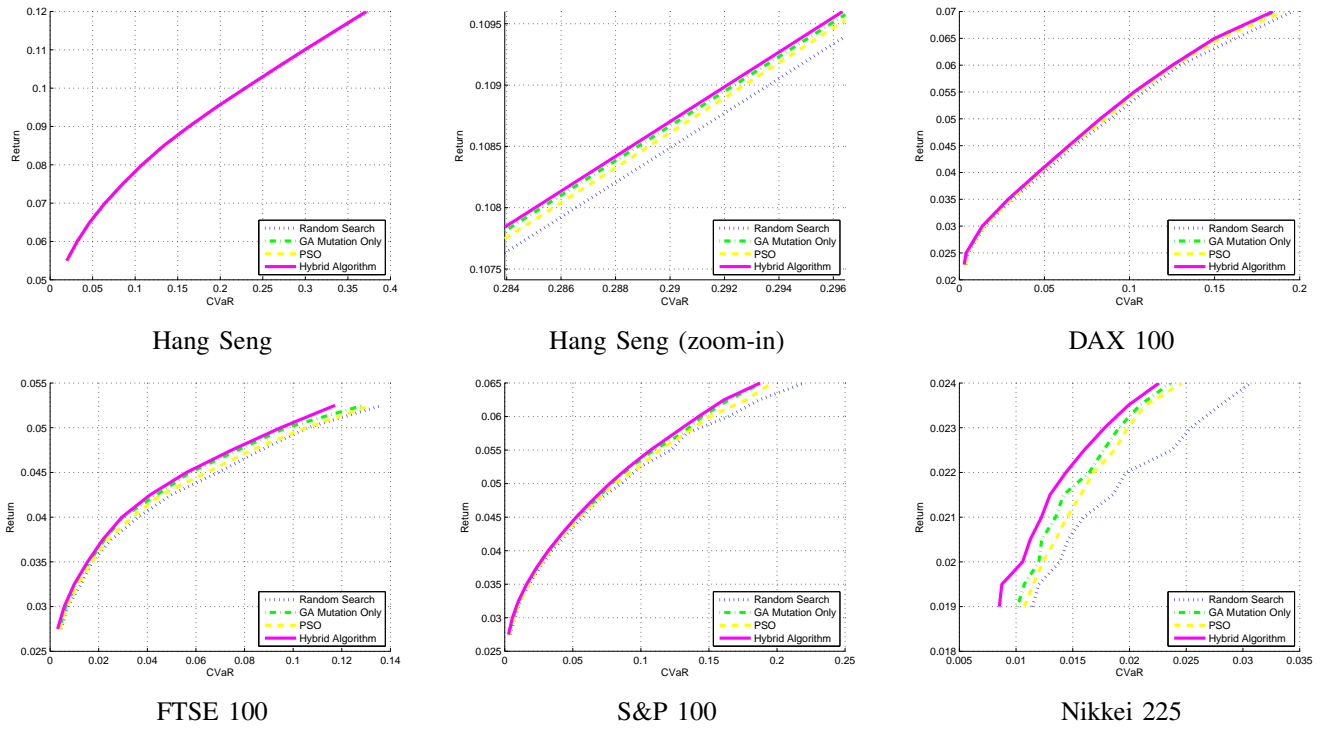 0.12
0.11
0.1
0.09
0.08
0.07
0.06
0.05
Return
0 0.05 0.1 0.15 0.2 0.25 0.3 0.35 0.4
CVaR
Random Search
GA Mutation Only
PSO
Hybrid Algorithm
Hang Seng
0.1095
0.109
0.1085
0.108
0.1075
Return
0.284 0.286 0.288 0.29 0.292 0.294 0.296
CVaR
Random Search
GA Mutation Only
PSO
Hybrid Algorithm
Hang Seng (zoom-in)
0.07
0.065
0.06
0.055
0.05
0.045
0.04
0.035
0.03
0.025
0.02
Return
0 0.05 0.1 0.15 0.2
CVaR
Random Search
GA Mutation Only
PSO
Hybrid Algorithm
DAX 100
0.055
0.05
0.045
0.04
0.035
0.03
0.025
Return
0 0.02 0.04 0.06 0.08 0.1 0.12 0.14
CVaR
Random Search
GA Mutation Only
PSO
Hybrid Algorithm
FTSE 100
0.065
0.06
0.055
0.05
0.045
0.04
0.035
0.03
0.025
Return
0 0.05 0.1 0.15 0.2 0.25
CVaR
Random Search
GA Mutation Only
PSO
Hybrid Algorithm
S&P 100
0.024
0.023
0.022
0.021
0.02
0.019
0.018
Return
0.005 0.01 0.015 0.02 0.025 0.03 0.035
CVaR
Random Search
GA Mutation Only
PSO
Hybrid Algorithm
Nikkei 225